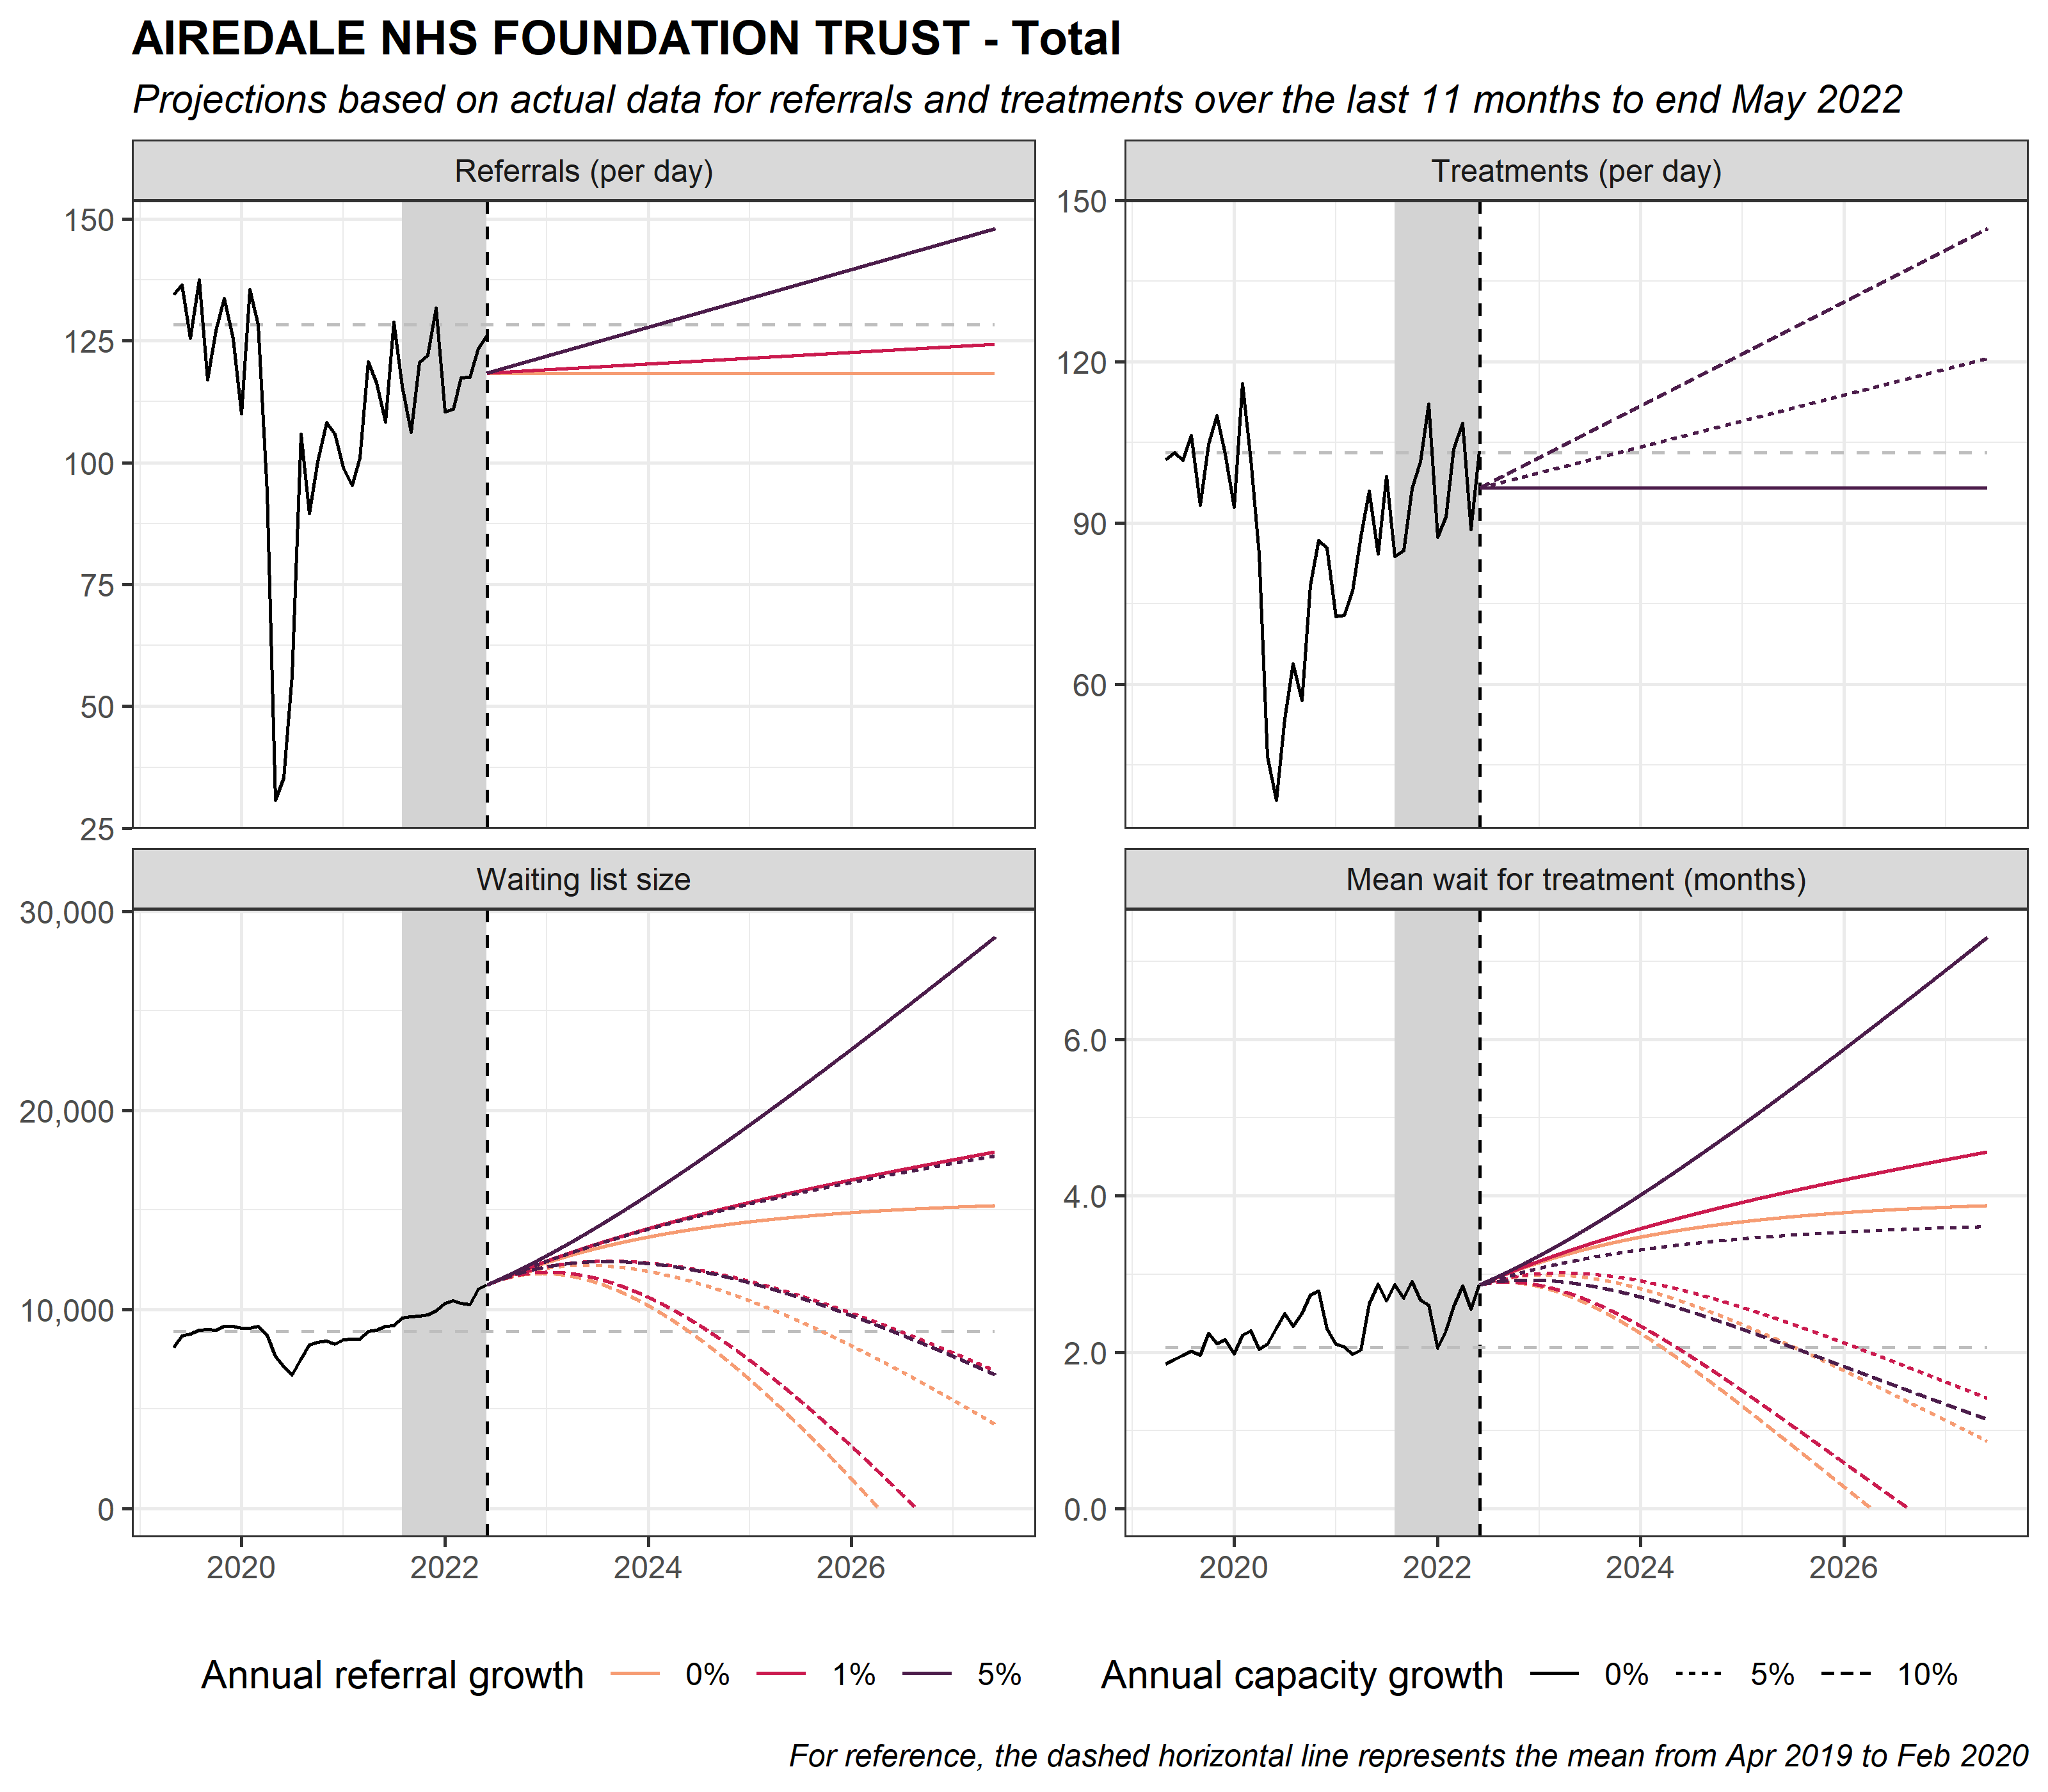 AIREDALE NHS FOUNDATION TRUST - Total
Projections based on actual data for referrals and treatments over the last 11 months to end May 2022
Referrals (per day)
150
125
100
75
50
25
Treatments (per day)
150
120
90
60
Waiting list size
30,000
20,000
10,000
0
2020 2022 2024 2026
Mean wait for treatment (months)
6.0
4.0
2.0
0.0
2020 2022 2024 2026
Annual referral growth 0% 1% 5%
Annual capacity growth 0% 5% 10%
For reference, the dashed horizontal line represents the mean from Apr 2019 to Feb 2020